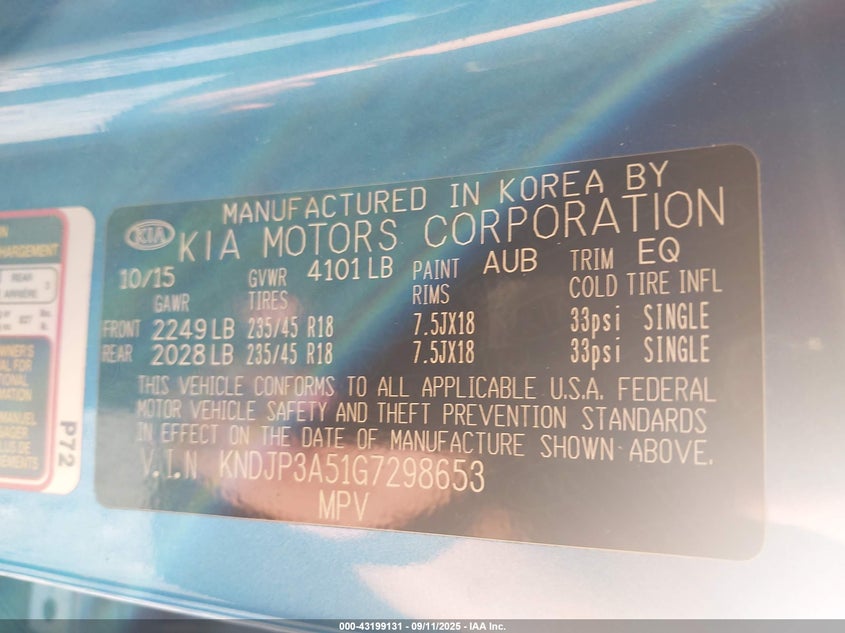 MANUFACTURED IN KOREA BY
KIA KIA MOTORS CORPORATION
10/15 GVWR 4101 LB PAINT AUB TRIM EQ
GAWR TIRES RIMS COLD TIRE INFL
FRONT 2249 LB 235/45 R18 7.5JX18 33psi SINGLE
REAR 2028 LB 235/45 R18 7.5JX18 33psi SINGLE
THIS VEHICLE CONFORMS TO ALL APPLICABLE U.S.A. FEDERAL
MOTOR VEHICLE SAFETY AND THEFT PREVENTION STANDARDS
IN EFFECT ON THE DATE OF MANUFACTURE SHOWN ABOVE.
V.I.N KNDJP3A51G7298653
MPV
CHARGEMENT
REAR
ARRIÈRE
P72
000-43199131 - 09/11/2025 - IAA Inc.